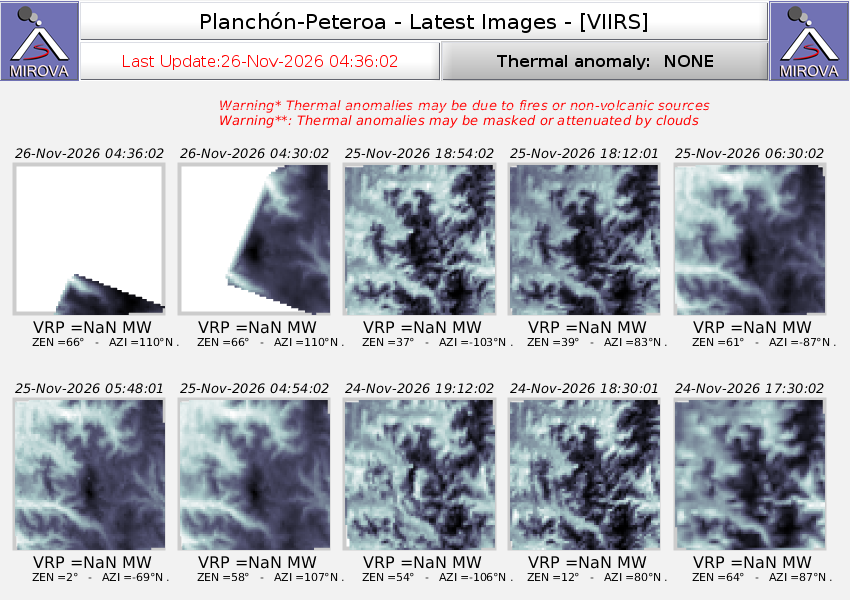 Planchón-Peteroa - Latest Images - [VIIRS]
MIROVA
Last Update:26-Nov-2026 04:36:02
Thermal anomaly: NONE
MIROVA
Warning* Thermal anomalies may be due to fires or non-volcanic sources
Warning**: Thermal anomalies may be masked or attenuated by clouds
26-Nov-2026 04:36:02 26-Nov-2026 04:30:02 25-Nov-2026 18:54:02 25-Nov-2026 18:12:01 25-Nov-2026 06:30:02
VRP =NaN MW VRP =NaN MW VRP =NaN MW VRP =NaN MW VRP =NaN MW
ZEN =66° - AZI =110°N . ZEN =66° - AZI =110°N . ZEN =37° - AZI =-103°N . ZEN =39° - AZI =83°N . ZEN =61° - AZI =-87°N .
25-Nov-2026 05:48:01 25-Nov-2026 04:54:02 24-Nov-2026 19:12:02 24-Nov-2026 18:30:01 24-Nov-2026 17:30:02
VRP =NaN MW VRP =NaN MW VRP =NaN MW VRP =NaN MW VRP =NaN MW
ZEN =2° - AZI =-69°N . ZEN =58° - AZI =107°N . ZEN =54° - AZI =-106°N . ZEN =12° - AZI =80°N . ZEN =64° - AZI =87°N .